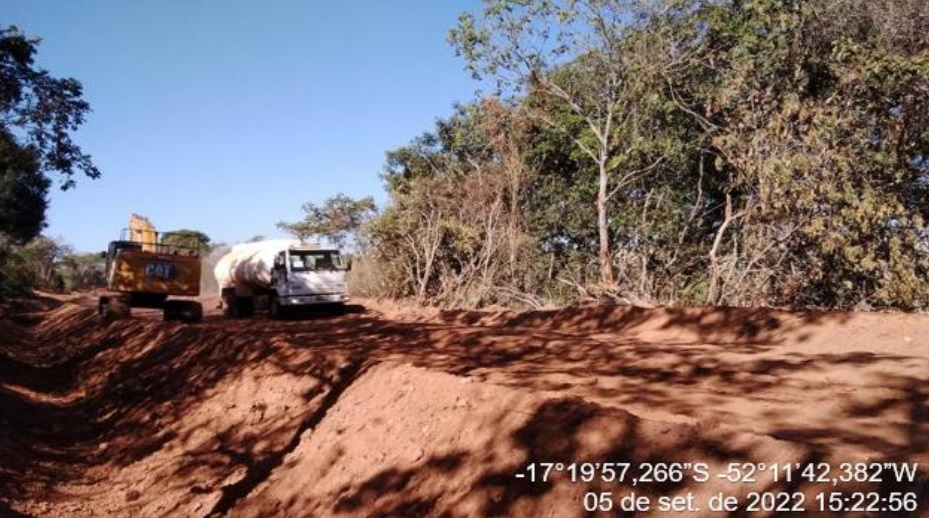 CAT
-17°19'57,266”S -52°11'42,382”W
05 de set. de 2022 15:22:56